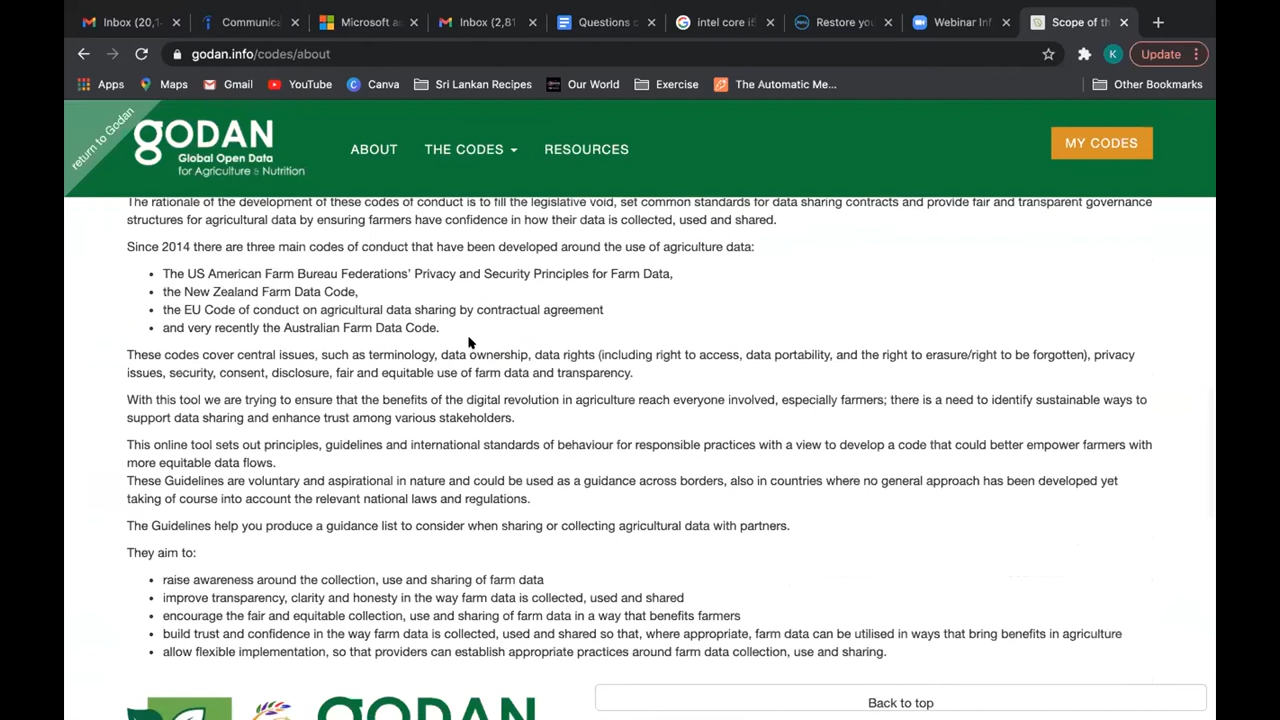 Inbox (20,1
Communica
Microsoft a
Inbox (2,81
Questions c
intel core i5
Restore you
Webinar Inf
Scope of th
godan.info/codes/about
K
Update
Apps
Maps
Gmail
YouTube
Canva
Sri Lankan Recipes
Our World
Exercise
The Automatic Me...
Other Bookmarks
return to Godan
GODAN
Global Open Data
for Agriculture & Nutrition
ABOUT
THE CODES
RESOURCES
MY CODES
The rationale of the development of these codes of conduct is to fill the legislative void, set common standards for data sharing contracts and provide fair and transparent governance
structures for agricultural data by ensuring farmers have confidence in how their data is collected, used and shared.
Since 2014 there are three main codes of conduct that have been developed around the use of agriculture data:
• The US American Farm Bureau Federations’ Privacy and Security Principles for Farm Data,
• the New Zealand Farm Data Code,
• the EU Code of conduct on agricultural data sharing by contractual agreement
• and very recently the Australian Farm Data Code.
These codes cover central issues, such as terminology, data ownership, data rights (including right to access, data portability, and the right to erasure/right to be forgotten), privacy
issues, security, consent, disclosure, fair and equitable use of farm data and transparency.
With this tool we are trying to ensure that the benefits of the digital revolution in agriculture reach everyone involved, especially farmers; there is a need to identify sustainable ways to
support data sharing and enhance trust among various stakeholders.
This online tool sets out principles, guidelines and international standards of behaviour for responsible practices with a view to develop a code that could better empower farmers with
more equitable data flows.
These Guidelines are voluntary and aspirational in nature and could be used as a guidance across borders, also in countries where no general approach has been developed yet
taking of course into account the relevant national laws and regulations.
The Guidelines help you produce a guidance list to consider when sharing or collecting agricultural data with partners.
They aim to:
• raise awareness around the collection, use and sharing of farm data
• improve transparency, clarity and honesty in the way farm data is collected, used and shared
• encourage the fair and equitable collection, use and sharing of farm data in a way that benefits farmers
• build trust and confidence in the way farm data is collected, used and shared so that, where appropriate, farm data can be utilised in ways that bring benefits in agriculture
• allow flexible implementation, so that providers can establish appropriate practices around farm data collection, use and sharing.
GODAN
Back to top